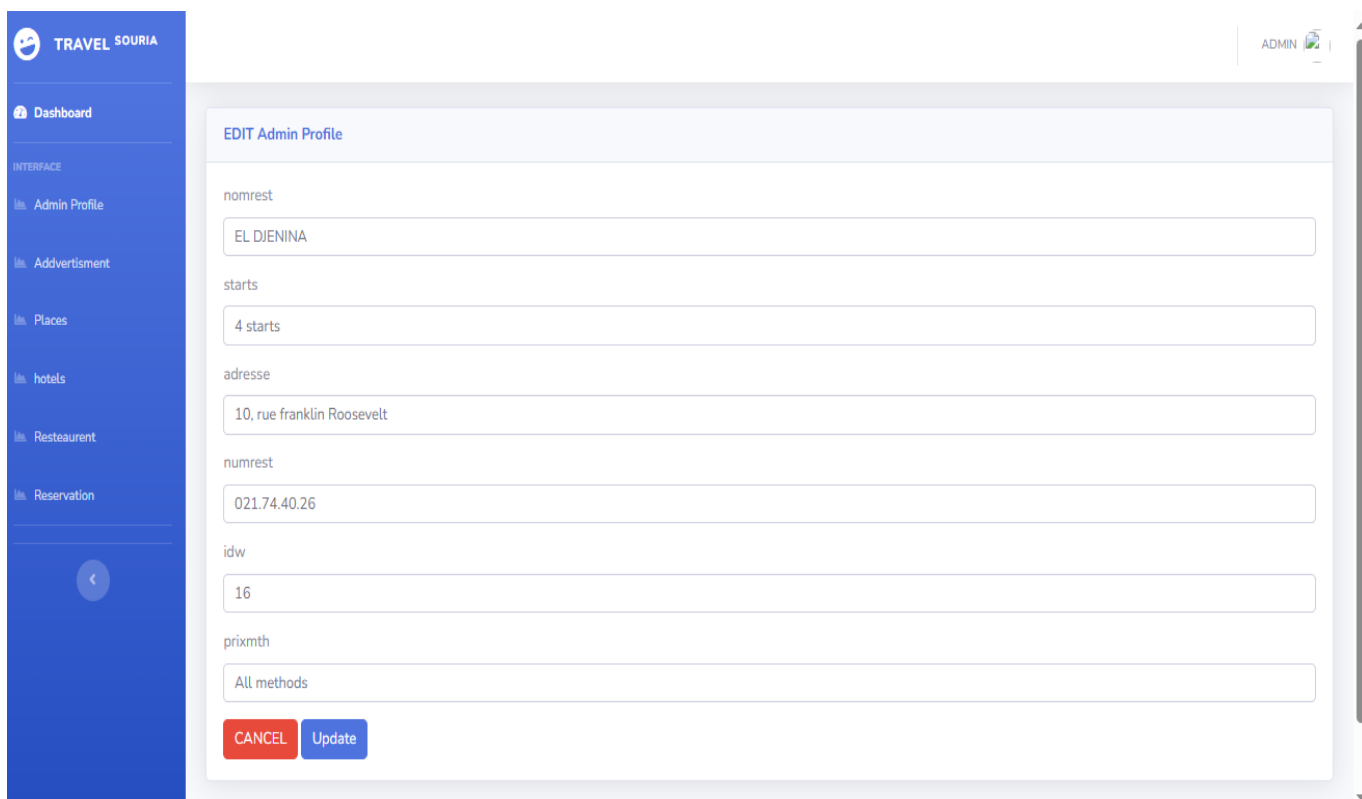 TRAVEL SOURIA
ADMIN
Dashboard
EDIT Admin Profile
INTERFACE
Admin Profile
Addvertisment
Places
hotels
Resteaurent
Reservation
nomrest
EL DJENINA
starts
4 starts
adresse
10, rue franklin Roosevelt
numrest
021.74.40.26
idw
16
prixmth
All methods
CANCEL
Update